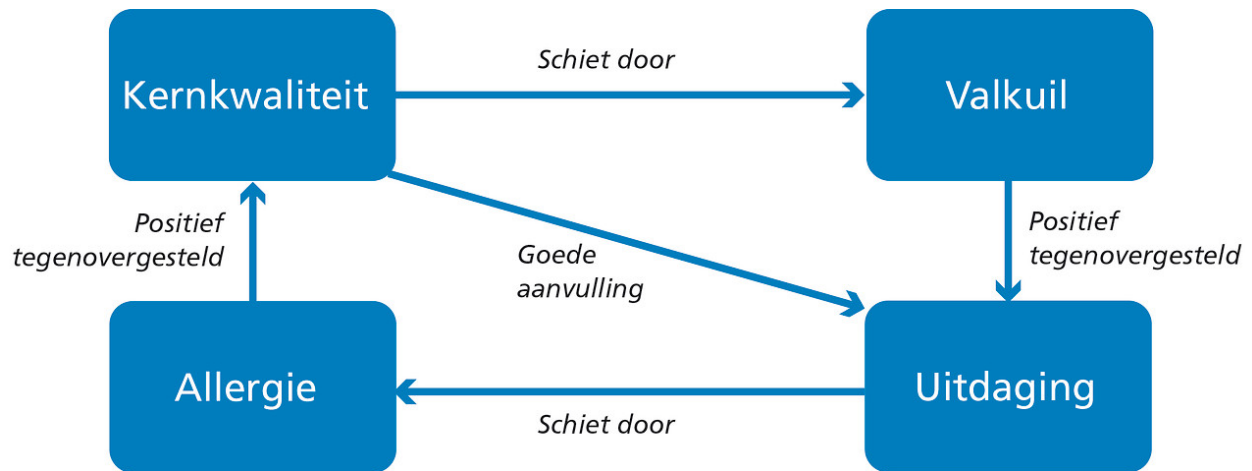 Schiet door
Kernkwaliteit
Valkuil
Positief
tegenovergesteld
Goede
aanvulling
Positief
tegenovergesteld
Allergie
Uitdaging
Schiet door